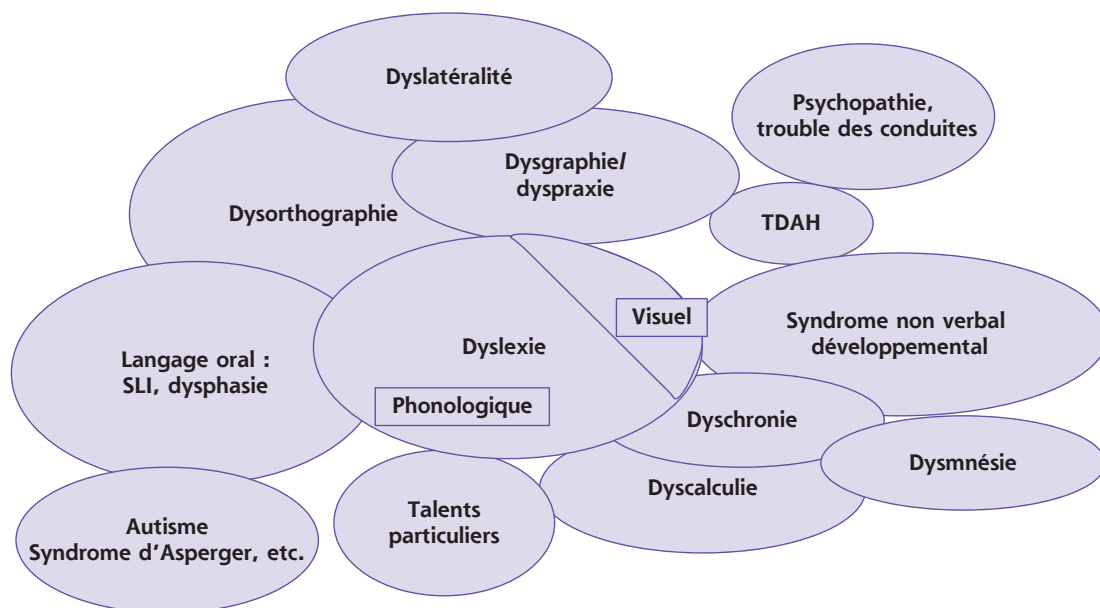 Dyslatéralité
Psychopathie,
trouble des conduites
Dysgraphie/
dyspraxie
Dysorthographie
TDAH
Visuel
Syndrome non verbal
développemental
Dyslexie
Langage oral :
SLI, dysphasie
Phonologique
Dyschronie
Dysmnésie
Dyscalculie
Talents
particuliers
Autisme
Syndrome d'Asperger, etc.